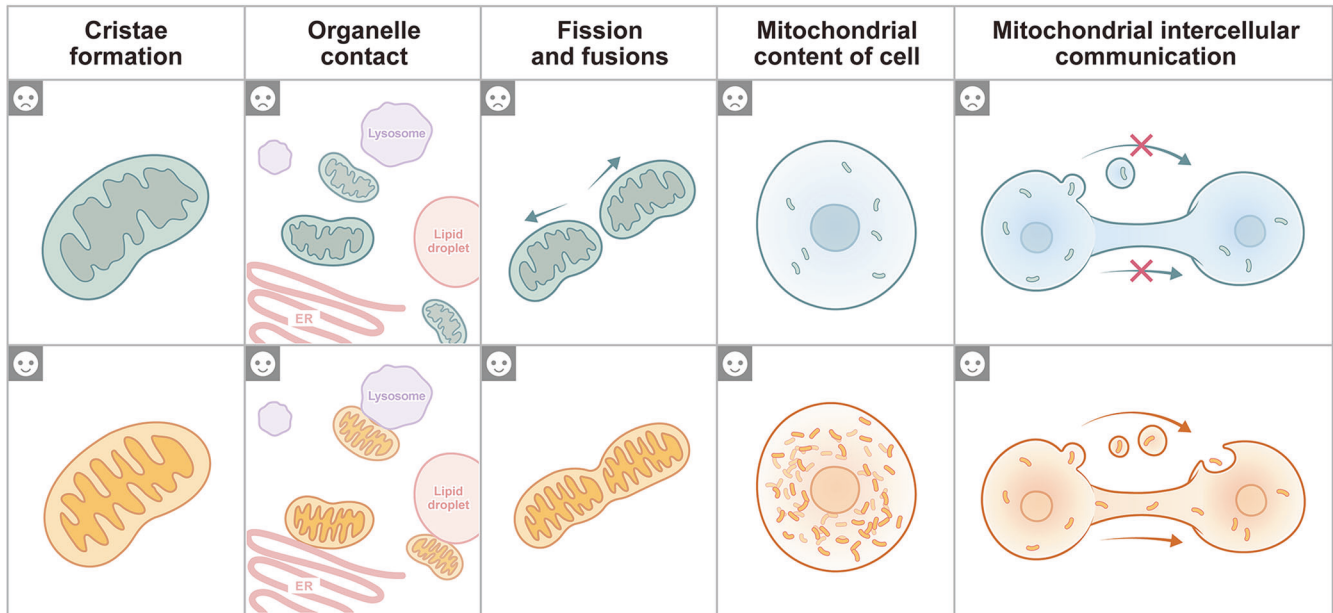 Cristae
formation
Organelle
contact
Fission
and fusions
Mitochondrial
content of cell
Mitochondrial intercellular
communication
Lysosome
Lipid
droplet
ER
Lysosome
Lipid
droplet
ER